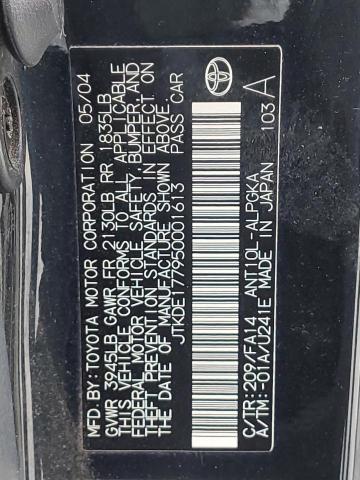 MFD. BY: TOYOTA MOTOR CORPORATION 05/04
GVWR 3945LB GAWR FR 2130LB RR 1835LB
THIS VEHICLE CONFORMS TO ALL APPLICABLE
FEDERAL MOTOR VEHICLE SAFETY, BUMPER, AND
THEFT PREVENTION STANDARDS IN EFFECT ON
THE DATE OF MANUFACTURE SHOWN ABOVE.
JTKDE177950001613 PASS CAR
C/TR: 209/FA14 ANT10L-ALPGKA
A/TM: -01A/U241E MADE IN JAPAN 103 A